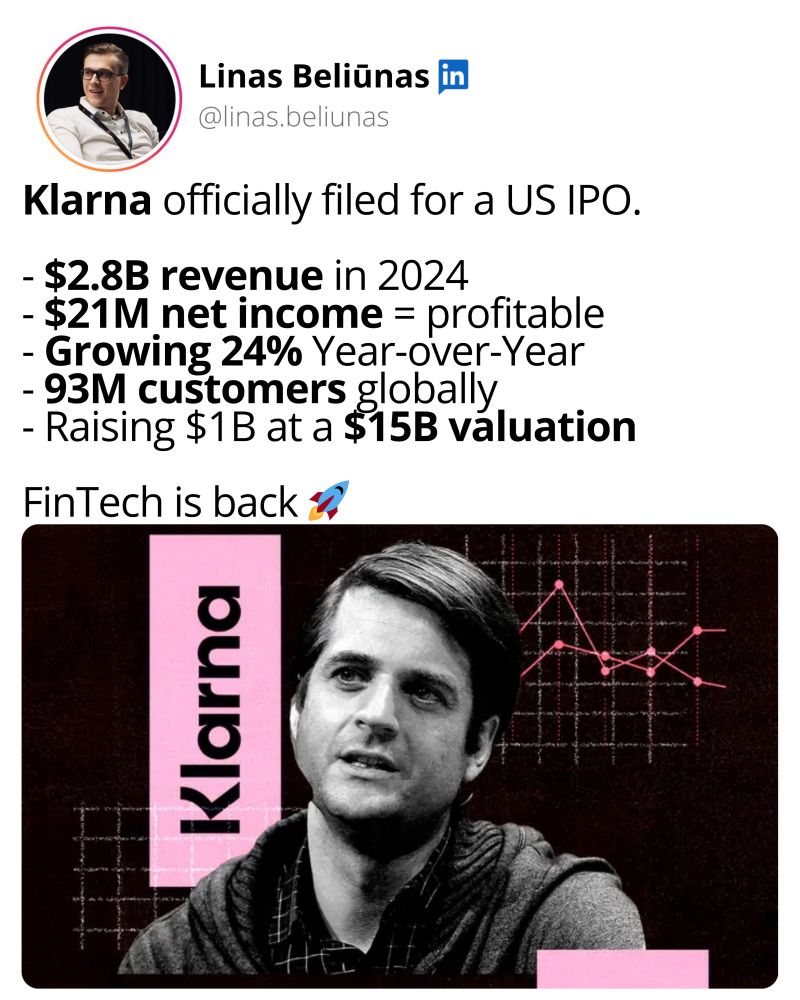 Linas Beliūnas in
@linas.beliunas
Klarna officially filed for a US IPO.
- $2.8B revenue in 2024
- $21M net income = profitable
- Growing 24% Year-over-Year
- 93M customers globally
- Raising $1B at a $15B valuation
FinTech is back 🚀
Klarna